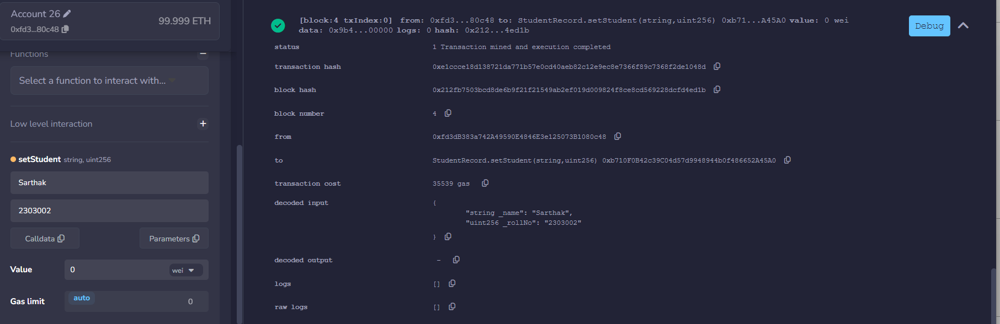 Account 26
0xfd3...80c48
99.999 ETH
Functions
Select a function to interact with...
Low level interaction
setStudent string, uint256
Sarthak
2303002
Calldata
Parameters
Value
0
wei
Gas limit
auto
0
[block:4 txIndex:0] from: 0xfd3...80c48 to: StudentRecord.setStudent(string,uint256) 0xb71...A45A0 value: 0 wei
data: 0x9b4...00000 logs: 0 hash: 0x212...4ed1b
Debug
status 1 Transaction mined and execution completed
transaction hash 0xe1ccce18d138721da771b57e0cd40aeb82c12e9ec8e7366f89c7368f2de1048d
block hash 0x212fb7503bcd8de6b9f21f21549ab2ef019d009824f8ce8cd569228dcfd4ed1b
block number 4
from 0xfd3dB383a742A49590E4846E3e125073B1080c48
to StudentRecord.setStudent(string,uint256) 0xb710F0B42c39C04d57d9948944b0f486652A45A0
transaction cost 35539 gas
decoded input {
"string _name": "Sarthak",
"uint256 _rollNo": "2303002"
}
decoded output -
logs []
raw logs []